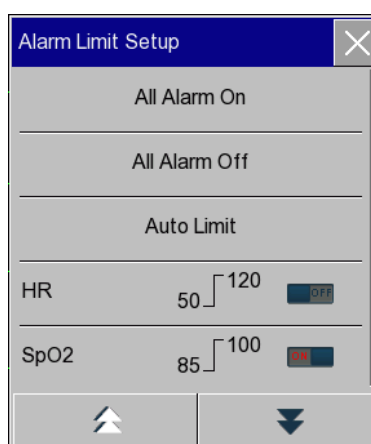 Alarm Limit Setup
All Alarm On
All Alarm Off
Auto Limit
HR 50 120 OFF
SpO2 85 100 ON